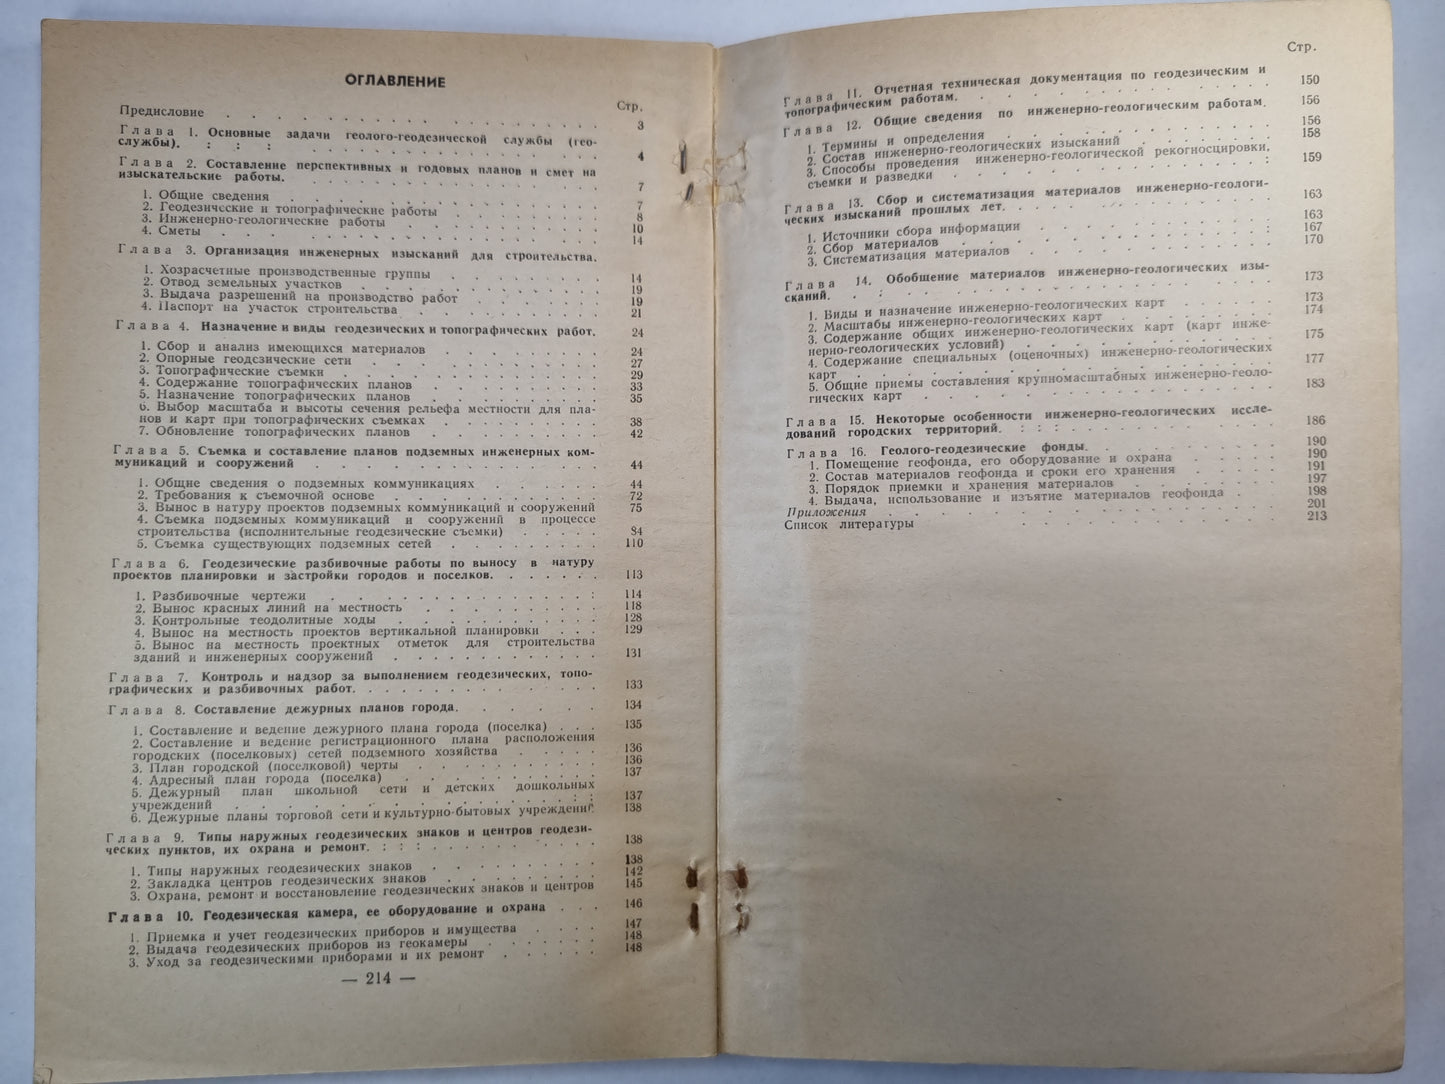 ОГЛАВЛЕНИЕ
Стр.
Предисловие . . . . . . . . . . . . . . . 3
Глава 1. Основные задачи геолого-геодезической службы (гео-
службы). : : : . . . . . . . . . . . 4
Глава 2. Составление перспективных и годовых планов и смет на
изыскательские работы. . . . . . . . . . . . 7
1. Общие сведения . . . . . . . . . . . . 7
2. Геодезические и топографические работы . . . . . . 8
3. Инженерно-геологические работы . . . . . . . 10
4. Сметы . . . . . . . . . . . . . . 14
Глава 3. Организация инженерных изысканий для строительства.
1. Хозрасчетные производственные группы . . . . . . 14
2. Отвод земельных участков . . . . . . . . . 19
3. Выдача разрешений на производство работ . . . . . 19
4. Паспорт на участок строительства . . . . . . . 21
Глава 4. Назначение и виды геодезических и топографических работ. 24
1. Сбор и анализ имеющихся материалов . . . . . . . 24
2. Опорные геодезические сети . . . . . . . . . 27
3. Топографические съемки . . . . . . . . . . 29
4. Содержание топографических планов . . . . . . . 33
5. Назначение топографических планов . . . . . . . 35
6. Выбор масштаба и высоты сечения рельефа местности для пла-
нов и карт при топографических съемках . . . . . . 38
7. Обновление топографических планов . . . . . . . 42
Глава 5. Съемка и составление планов подземных инженерных ком-
муникаций и сооружений . . . . . . . . . . . 44
1. Общие сведения о подземных коммуникациях . . . . . 44
2. Требования к съемочной основе . . . . . . . . 72
3. Вынос в натуру проектов подземных коммуникаций и сооружений 75
4. Съемка подземных коммуникаций и сооружений в процессе
строительства (исполнительные геодезические съемки) . . . . . 84
5. Съемка существующих подземных сетей . . . . . . 110
Глава 6. Геодезические разбивочные работы по выносу в натуру
проектов планировки и застройки городов и поселков. . . . . . . 113
1. Разбивочные чертежи . . . . . . . . . . : 114
2. Вынос красных линий на местность . . . . . . . 118
3. Контрольные теодолитные ходы . . . . . . . . 128
4. Вынос на местность проектов вертикальной планировки . . . 129
5. Вынос на местность проектных отметок для строительства
зданий и инженерных сооружений . . . . . . . . . 131
Глава 7. Контроль и надзор за выполнением геодезических, топо-
графических и разбивочных работ. . . . . . . . . . . 133
Глава 8. Составление дежурных планов города. . . . . . 134
1. Составление и ведение дежурного плана города (поселка) . . . 135
2. Составление и ведение регистрационного плана расположения
городских (поселковых) сетей подземного хозяйства . . . . . 136
3. План городской (поселковой) черты . . . . . . . 136
4. Адресный план города (поселка) . . . . . . . . 137
5. Дежурный план школьной сети и детских дошкольных
учреждений . . . . . . . . . . . . . : : 137
6. Дежурные планы торговой сети и культурно-бытовых учреждений 138
Глава 9. Типы наружных геодезических знаков и центров геодези-
ческих пунктов, их охрана и ремонт. : : : . . . . . . . . 138
1. Типы наружных геодезических знаков . . . . . . . 138
2. Закладка центров геодезических знаков . . . . . . 142
3. Охрана, ремонт и восстановление геодезических знаков и центров 145
Глава 10. Геодезическая камера, ее оборудование и охрана . . . 146
1. Приемка и учет геодезических приборов и имущества . . . . 147
2. Выдача геодезических приборов из геокамеры . . . . . 148
3. Уход за геодезическими приборами и их ремонт . . . . . 148
— 214 —
Стр.
Глава 11. Отчетная техническая документация по геодезическим и
топографическим работам. . . . . . . . . . . . 150
Глава 12. Общие сведения по инженерно-геологическим работам. 156
1. Термины и определения . . . . . . . . . . 156
2. Состав инженерно-геологических изысканий . . . . . 158
3. Способы проведения инженерно-геологической рекогносцировки,
съемки и разведки . . . . . . . . . . . : 159
Глава 13. Сбор и систематизация материалов инженерно-геологи-
ческих изысканий прошлых лет. . . . . . . . . . . 163
1. Источники сбора информации . . . . . . . . . 163
2. Сбор материалов . . . . . . . . . . . : 167
3. Систематизация материалов . . . . . . . . . 170
Глава 14. Обобщение материалов инженерно-геологических изы-
сканий. . : . . . . . . . . . . . . . . 173
1. Виды и назначение инженерно-геологических карт . . . . . 173
2. Масштабы инженерно-геологических карт . . . . . . 174
3. Содержание общих инженерно-геологических карт (карт инже-
нерно-геологических условий) . . . . . . . . . . 175
4. Содержание специальных (оценочных) инженерно-геологических
карт . . . . . . . . . . . . . . . . 177
5. Общие приемы составления крупномасштабных инженерно-геоло-
гических карт . . . . . . . . . . . . . . 183
Глава 15. Некоторые особенности инженерно-геологических иссле-
дований городских территорий. : : : . . . . . . . . 186
Глава 16. Геолого-геодезические фонды. . . . . . . 190
1. Помещение геофонда, его оборудование и охрана . . . . . 190
2. Состав материалов геофонда и сроки его хранения . . . . 191
3. Порядок приемки и хранения материалов . . . . . . 197
4. Выдача, использование и изъятие материалов геофонда . . . 198
Приложения . . . . . . . . . . . . . . . 201
Список литературы . . . . . . . . . . . . . 213